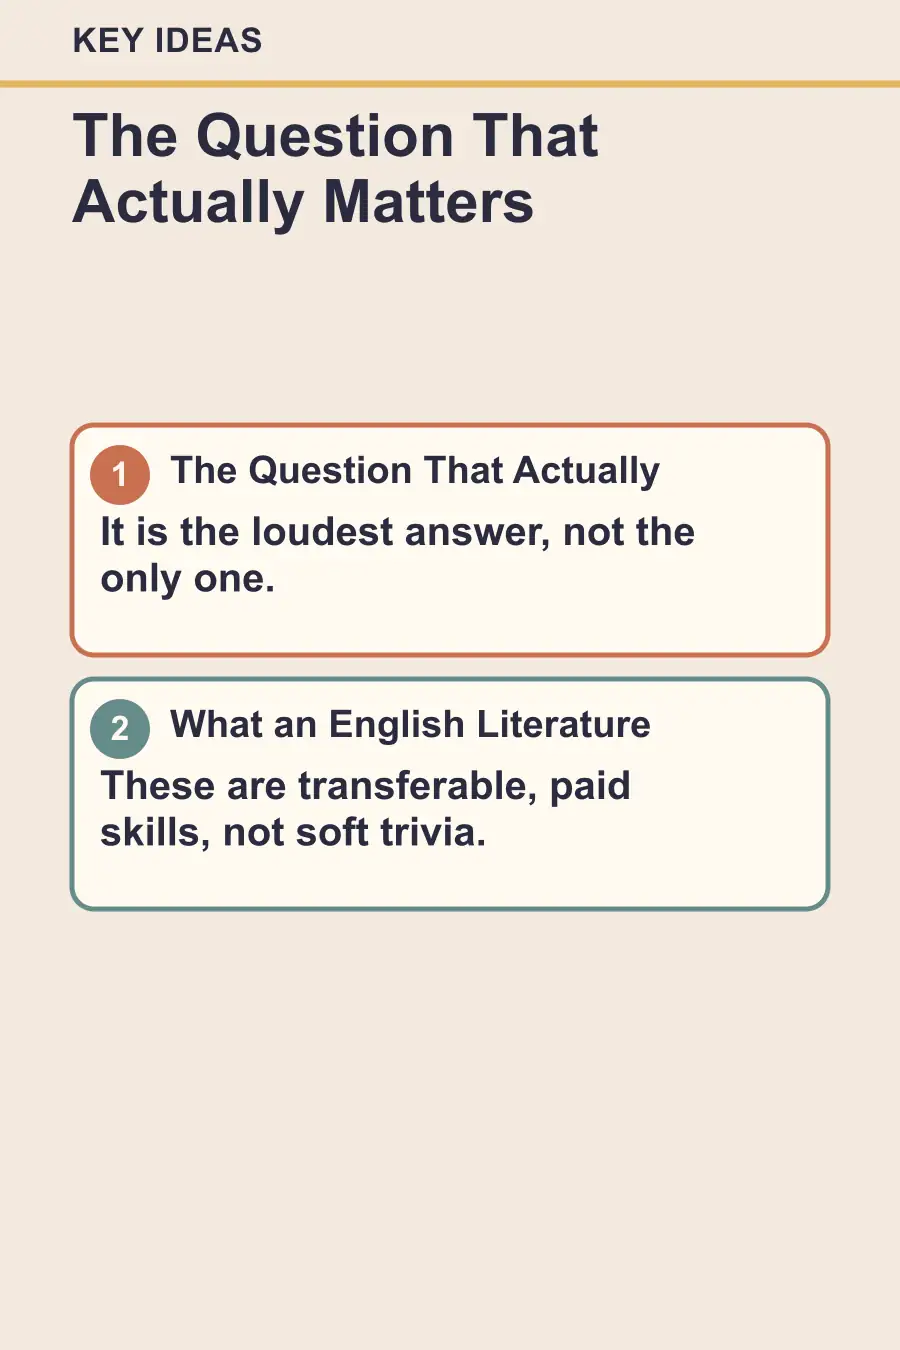 KEY IDEAS
The Question That
Actually Matters
1 The Question That Actually
It is the loudest answer, not the
only one.
2 What an English Literature
These are transferable, paid
skills, not soft trivia.